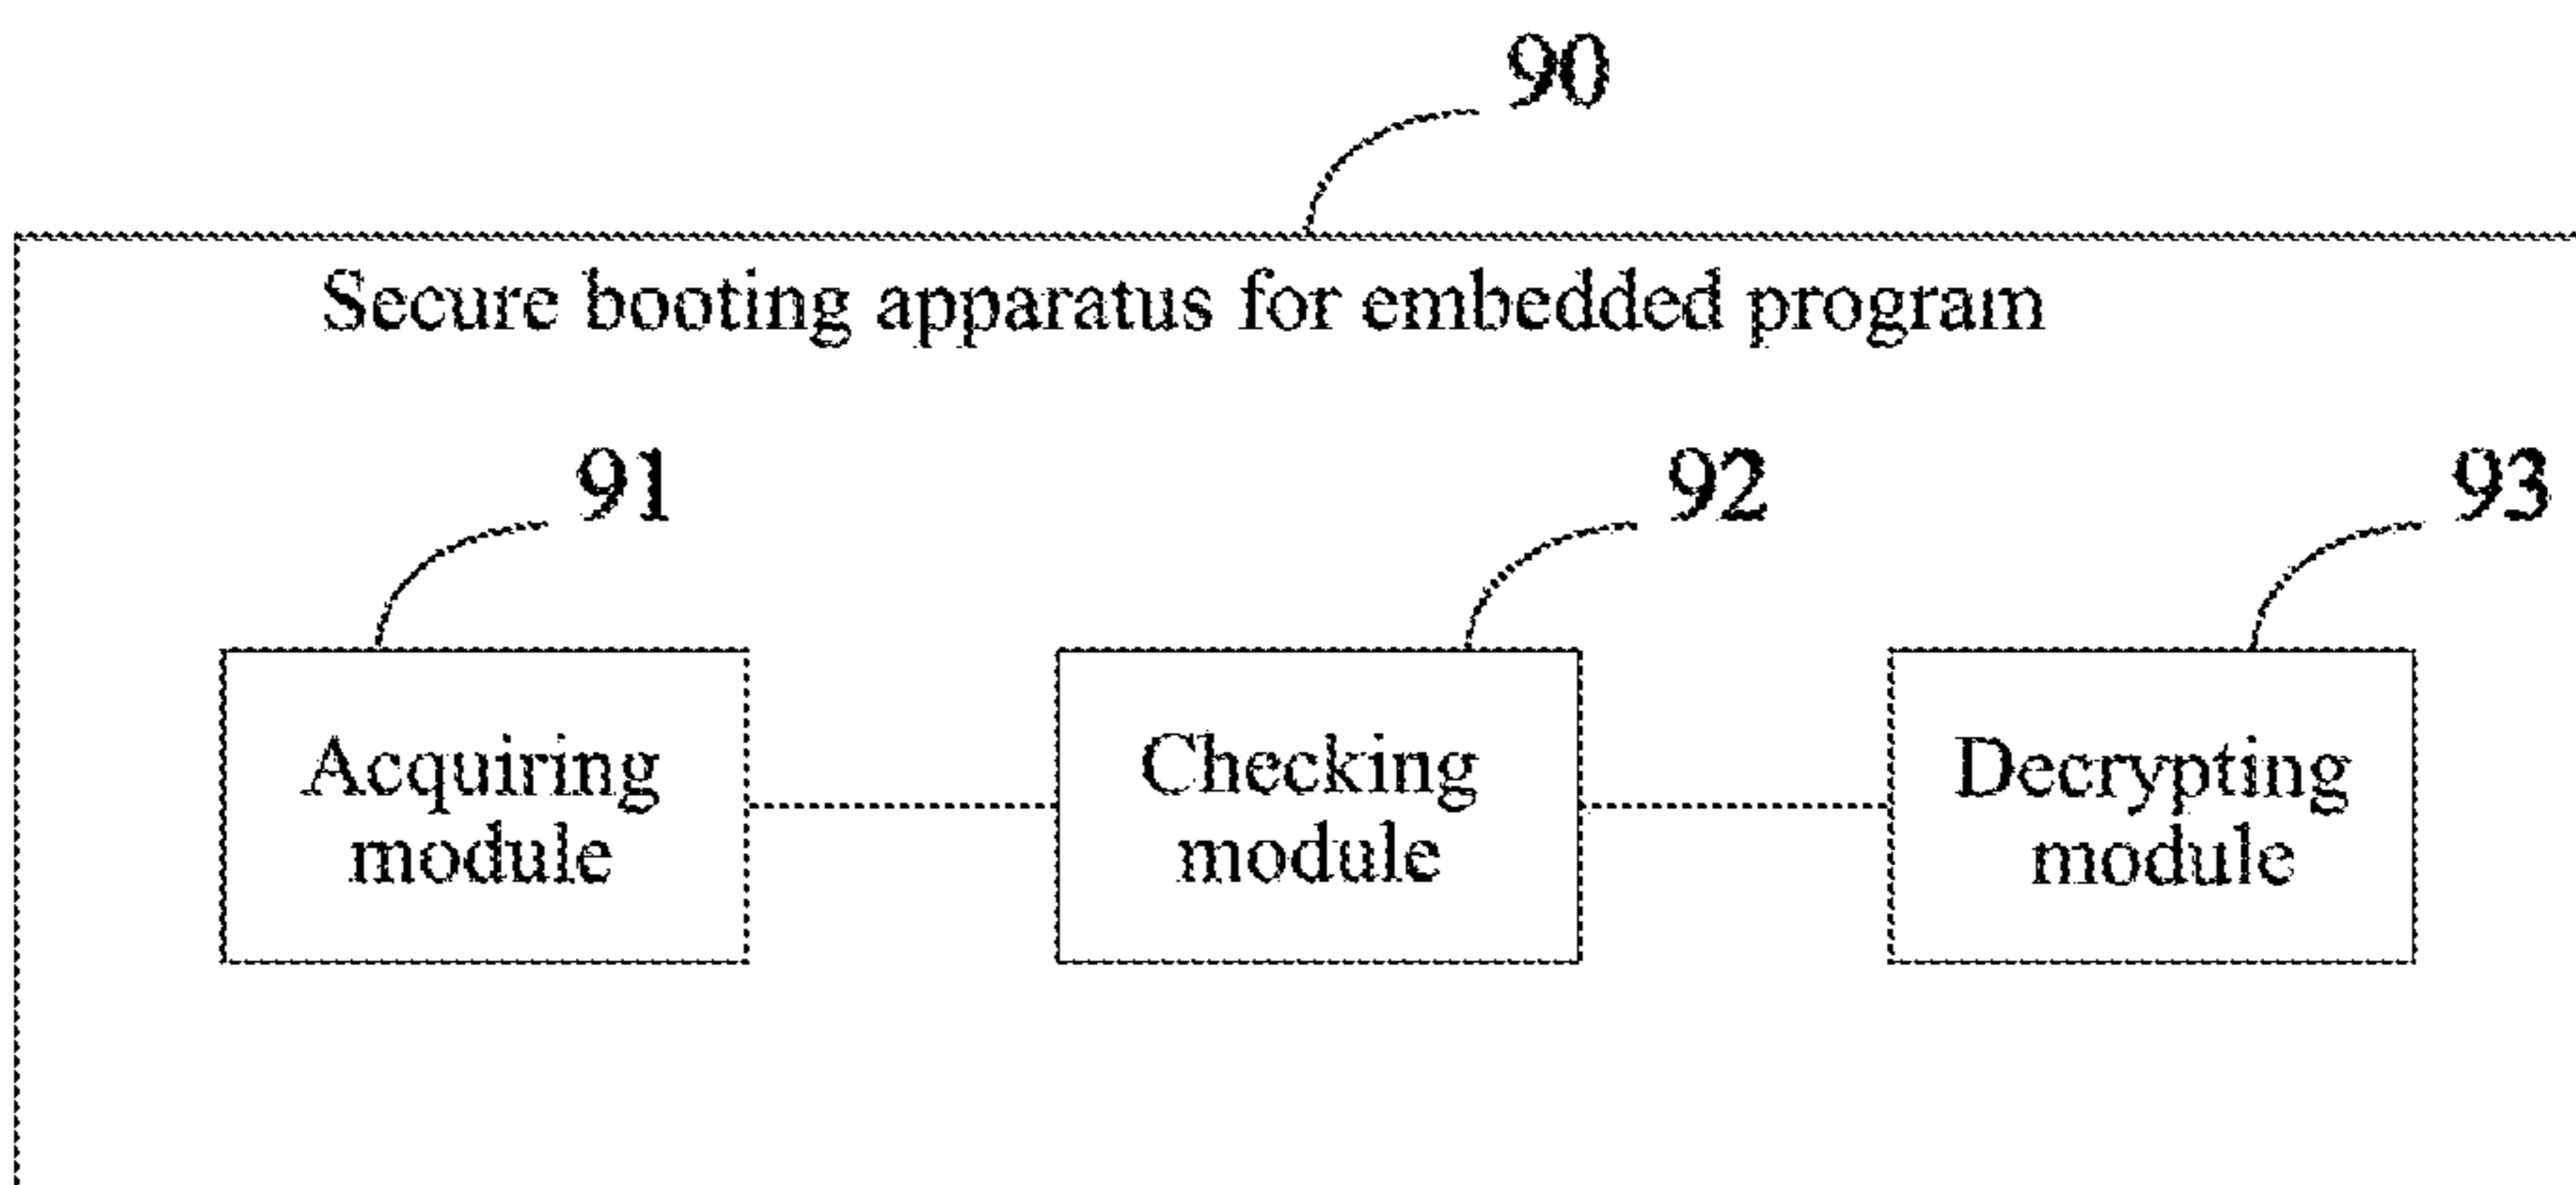 90
Secure booting apparatus for embedded program
91
92
93
Acquiring
module
Checking
module
Decrypting
module